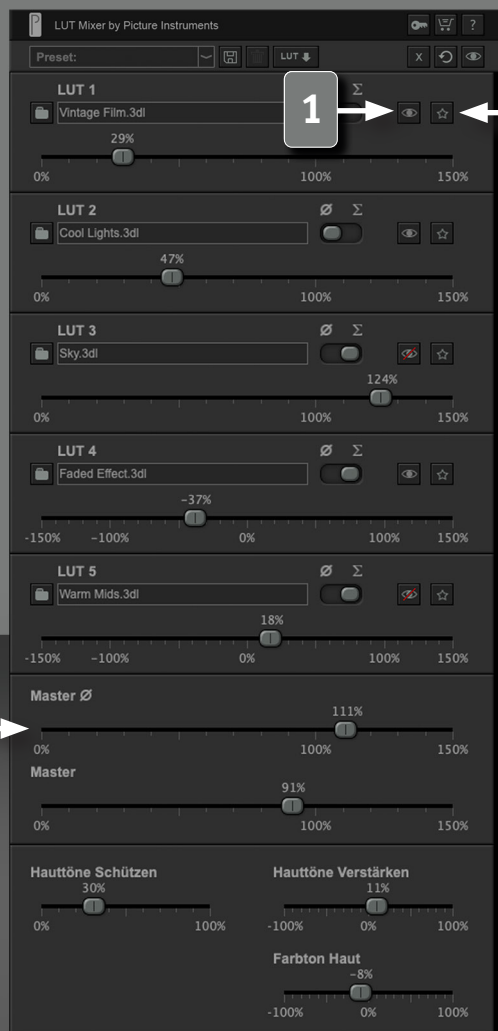 LUT Mixer by Picture Instruments ?
Preset: LUT X
LUT 1 Σ
Vintage Film.3dl
1
29%
0% 100% 150%
LUT 2 Ø Σ
Cool Lights.3dl
47%
0% 100% 150%
LUT 3 Ø Σ
Sky.3dl
124%
0% 100% 150%
LUT 4 Ø Σ
Faded Effect.3dl
-37%
-150% -100% 0% 100% 150%
LUT 5 Ø Σ
Warm Mids.3dl
18%
-150% -100% 0% 100% 150%
Master Ø
111%
0% 100% 150%
Master
91%
0% 100% 150%
Hauttöne Schützen Hauttöne Verstärken
30% 11%
0% 100% -100% 0% 100%
Farbton Haut
-8%
-100% 0% 100%